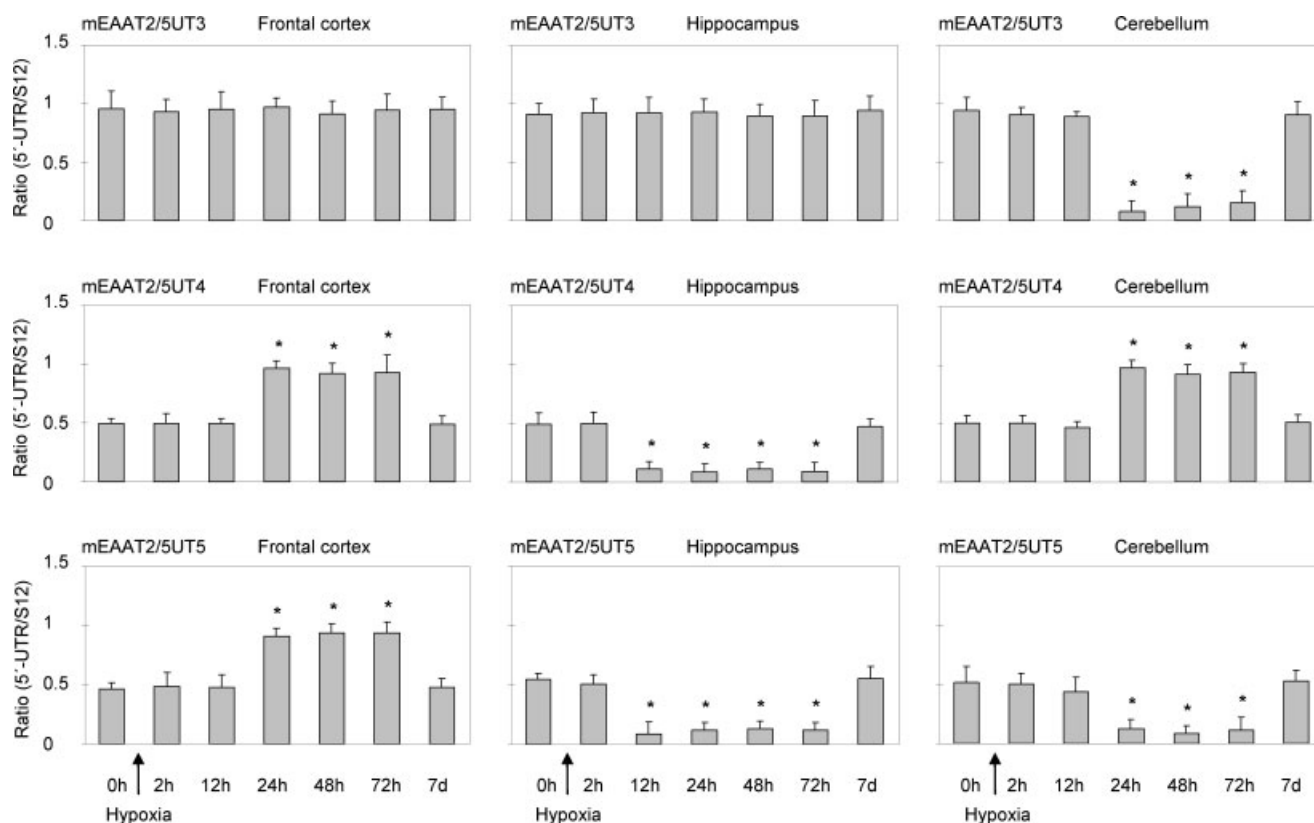 mEAAT2/5UT3 Frontal cortex mEAAT2/5UT3 Hippocampus mEAAT2/5UT3 Cerebellum
1.5
1
0.5
0
Ratio (5´-UTR/S12)
* * *
mEAAT2/5UT4 Frontal cortex mEAAT2/5UT4 Hippocampus mEAAT2/5UT4 Cerebellum
1.5
1
0.5
0
Ratio (5´-UTR/S12)
* * * * * * * * * *
mEAAT2/5UT5 Frontal cortex mEAAT2/5UT5 Hippocampus mEAAT2/5UT5 Cerebellum
1.5
1
0.5
0
Ratio (5´-UTR/S12)
* * * * * * * * * *
0h 2h 12h 24h 48h 72h 7d 0h 2h 12h 24h 48h 72h 7d 0h 2h 12h 24h 48h 72h 7d
Hypoxia Hypoxia Hypoxia